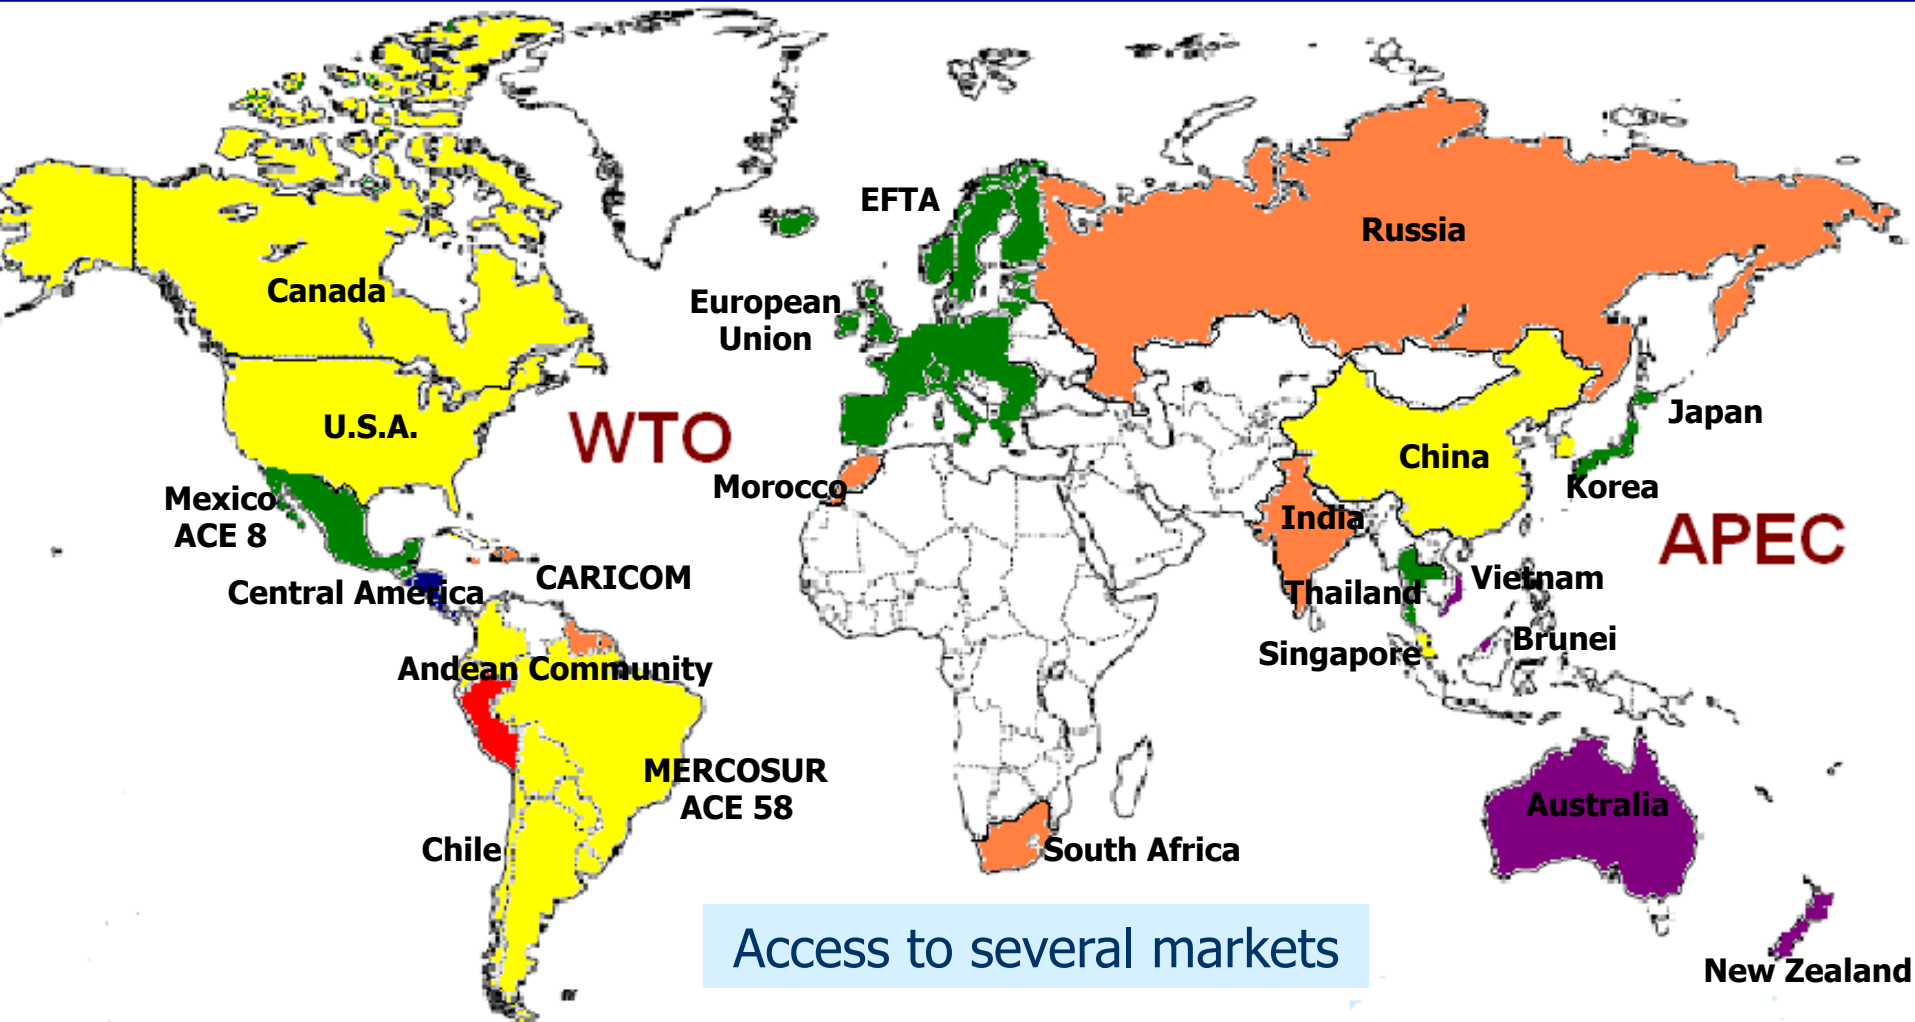 EFTA
Russia
Canada
European
Union
U.S.A.
WTO
Japan
China
Mexico
ACE 8
Morocco
Korea
India
APEC
Central America
CARICOM
Thailand
Vietnam
Singapore
Brunei
Andean Community
MERCOSUR
ACE 58
Australia
Chile
South Africa
Access to several markets
New Zealand